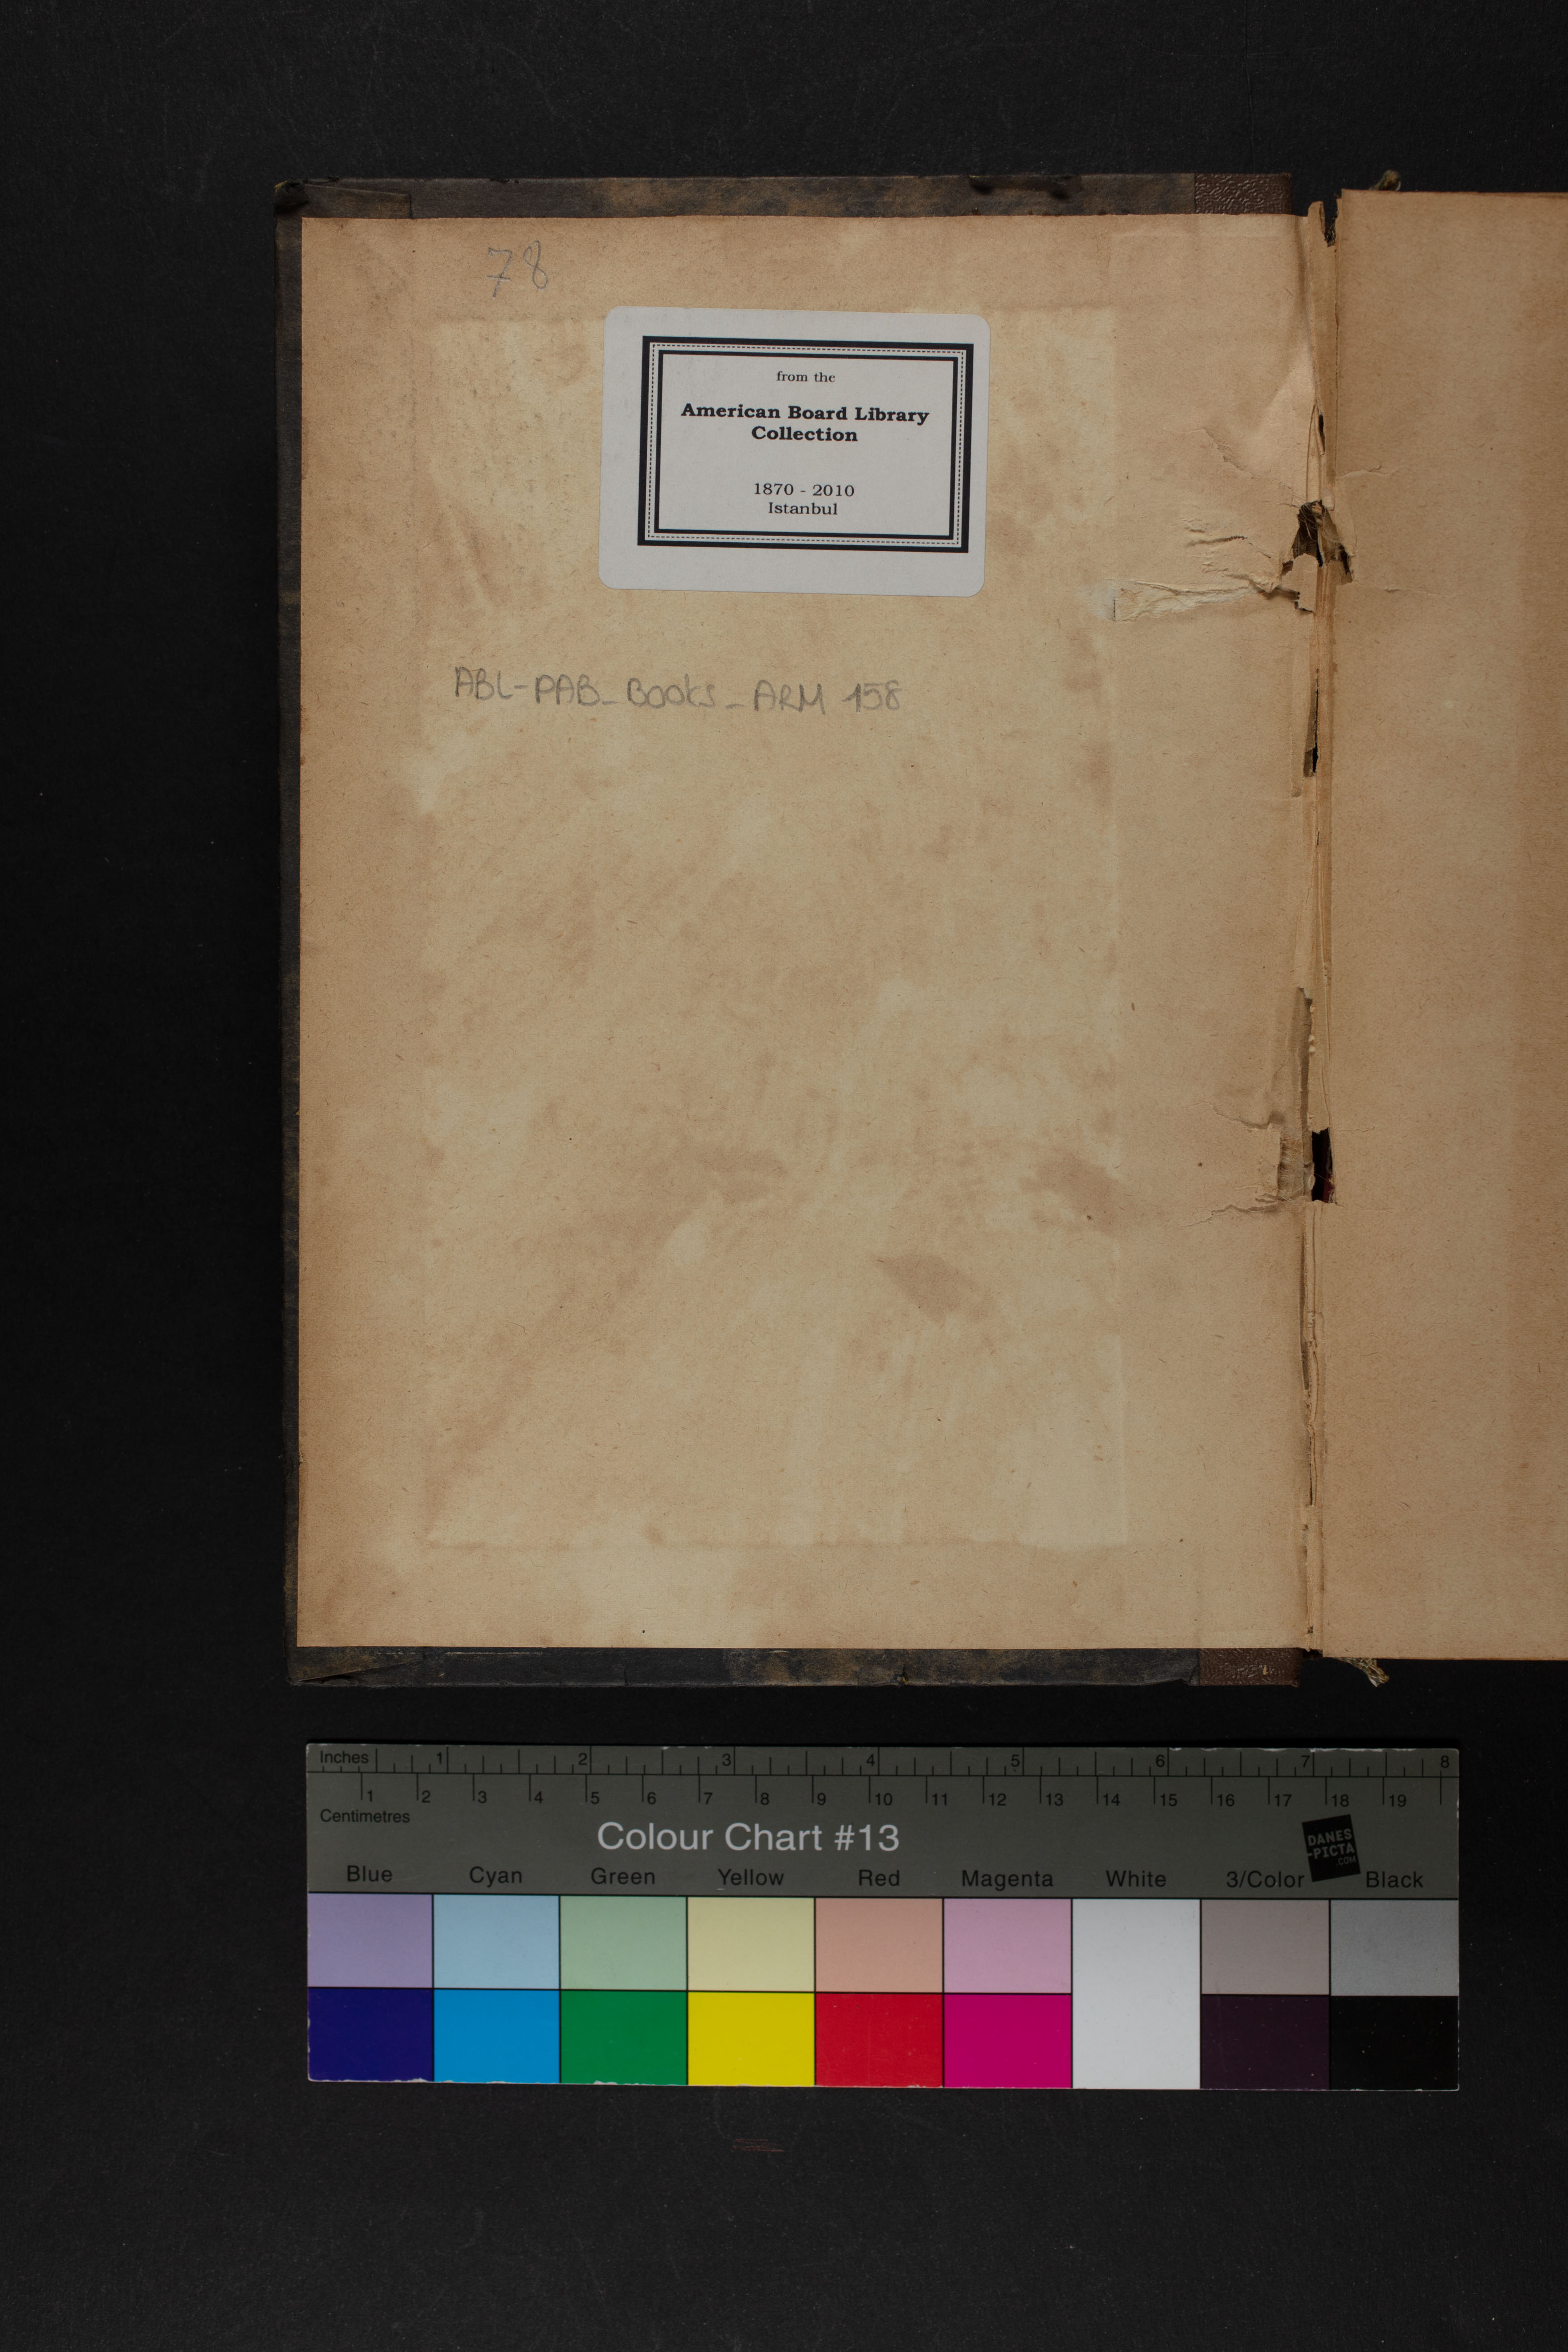 78
from the
American Board Library
Collection
1870 - 2010
Istanbul
ABL-PAB_BOOKS_ARM 158
Inches 1 2 3 4 5 6 7 8
1 2 3 4 5 6 7 8 9 10 11 12 13 14 15 16 17 18 19
Centimetres
Colour Chart #13
DANES
-PICTA
.COM
Blue Cyan Green Yellow Red Magenta White 3/Color Black